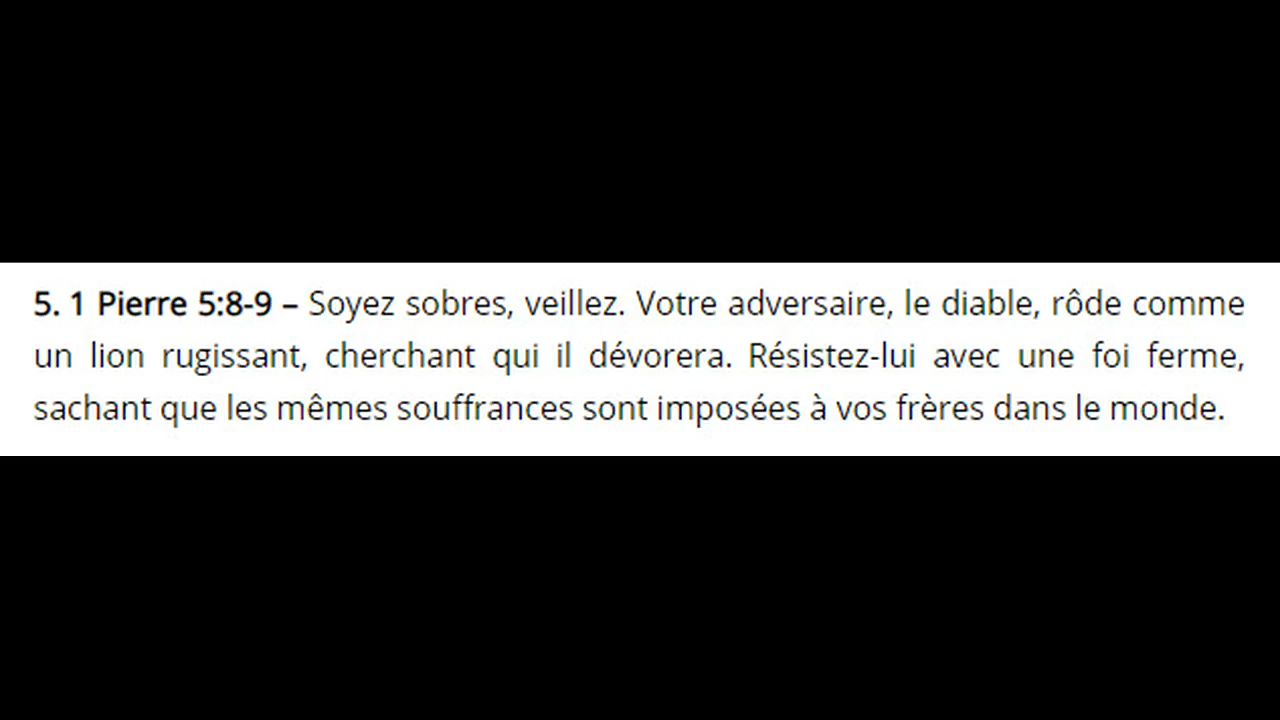 5. 1 Pierre 5:8-9 – Soyez sobres, veillez. Votre adversaire, le diable, rôde comme
un lion rugissant, cherchant qui il dévorera. Résistez-lui avec une foi ferme,
sachant que les mêmes souffrances sont imposées à vos frères dans le monde.